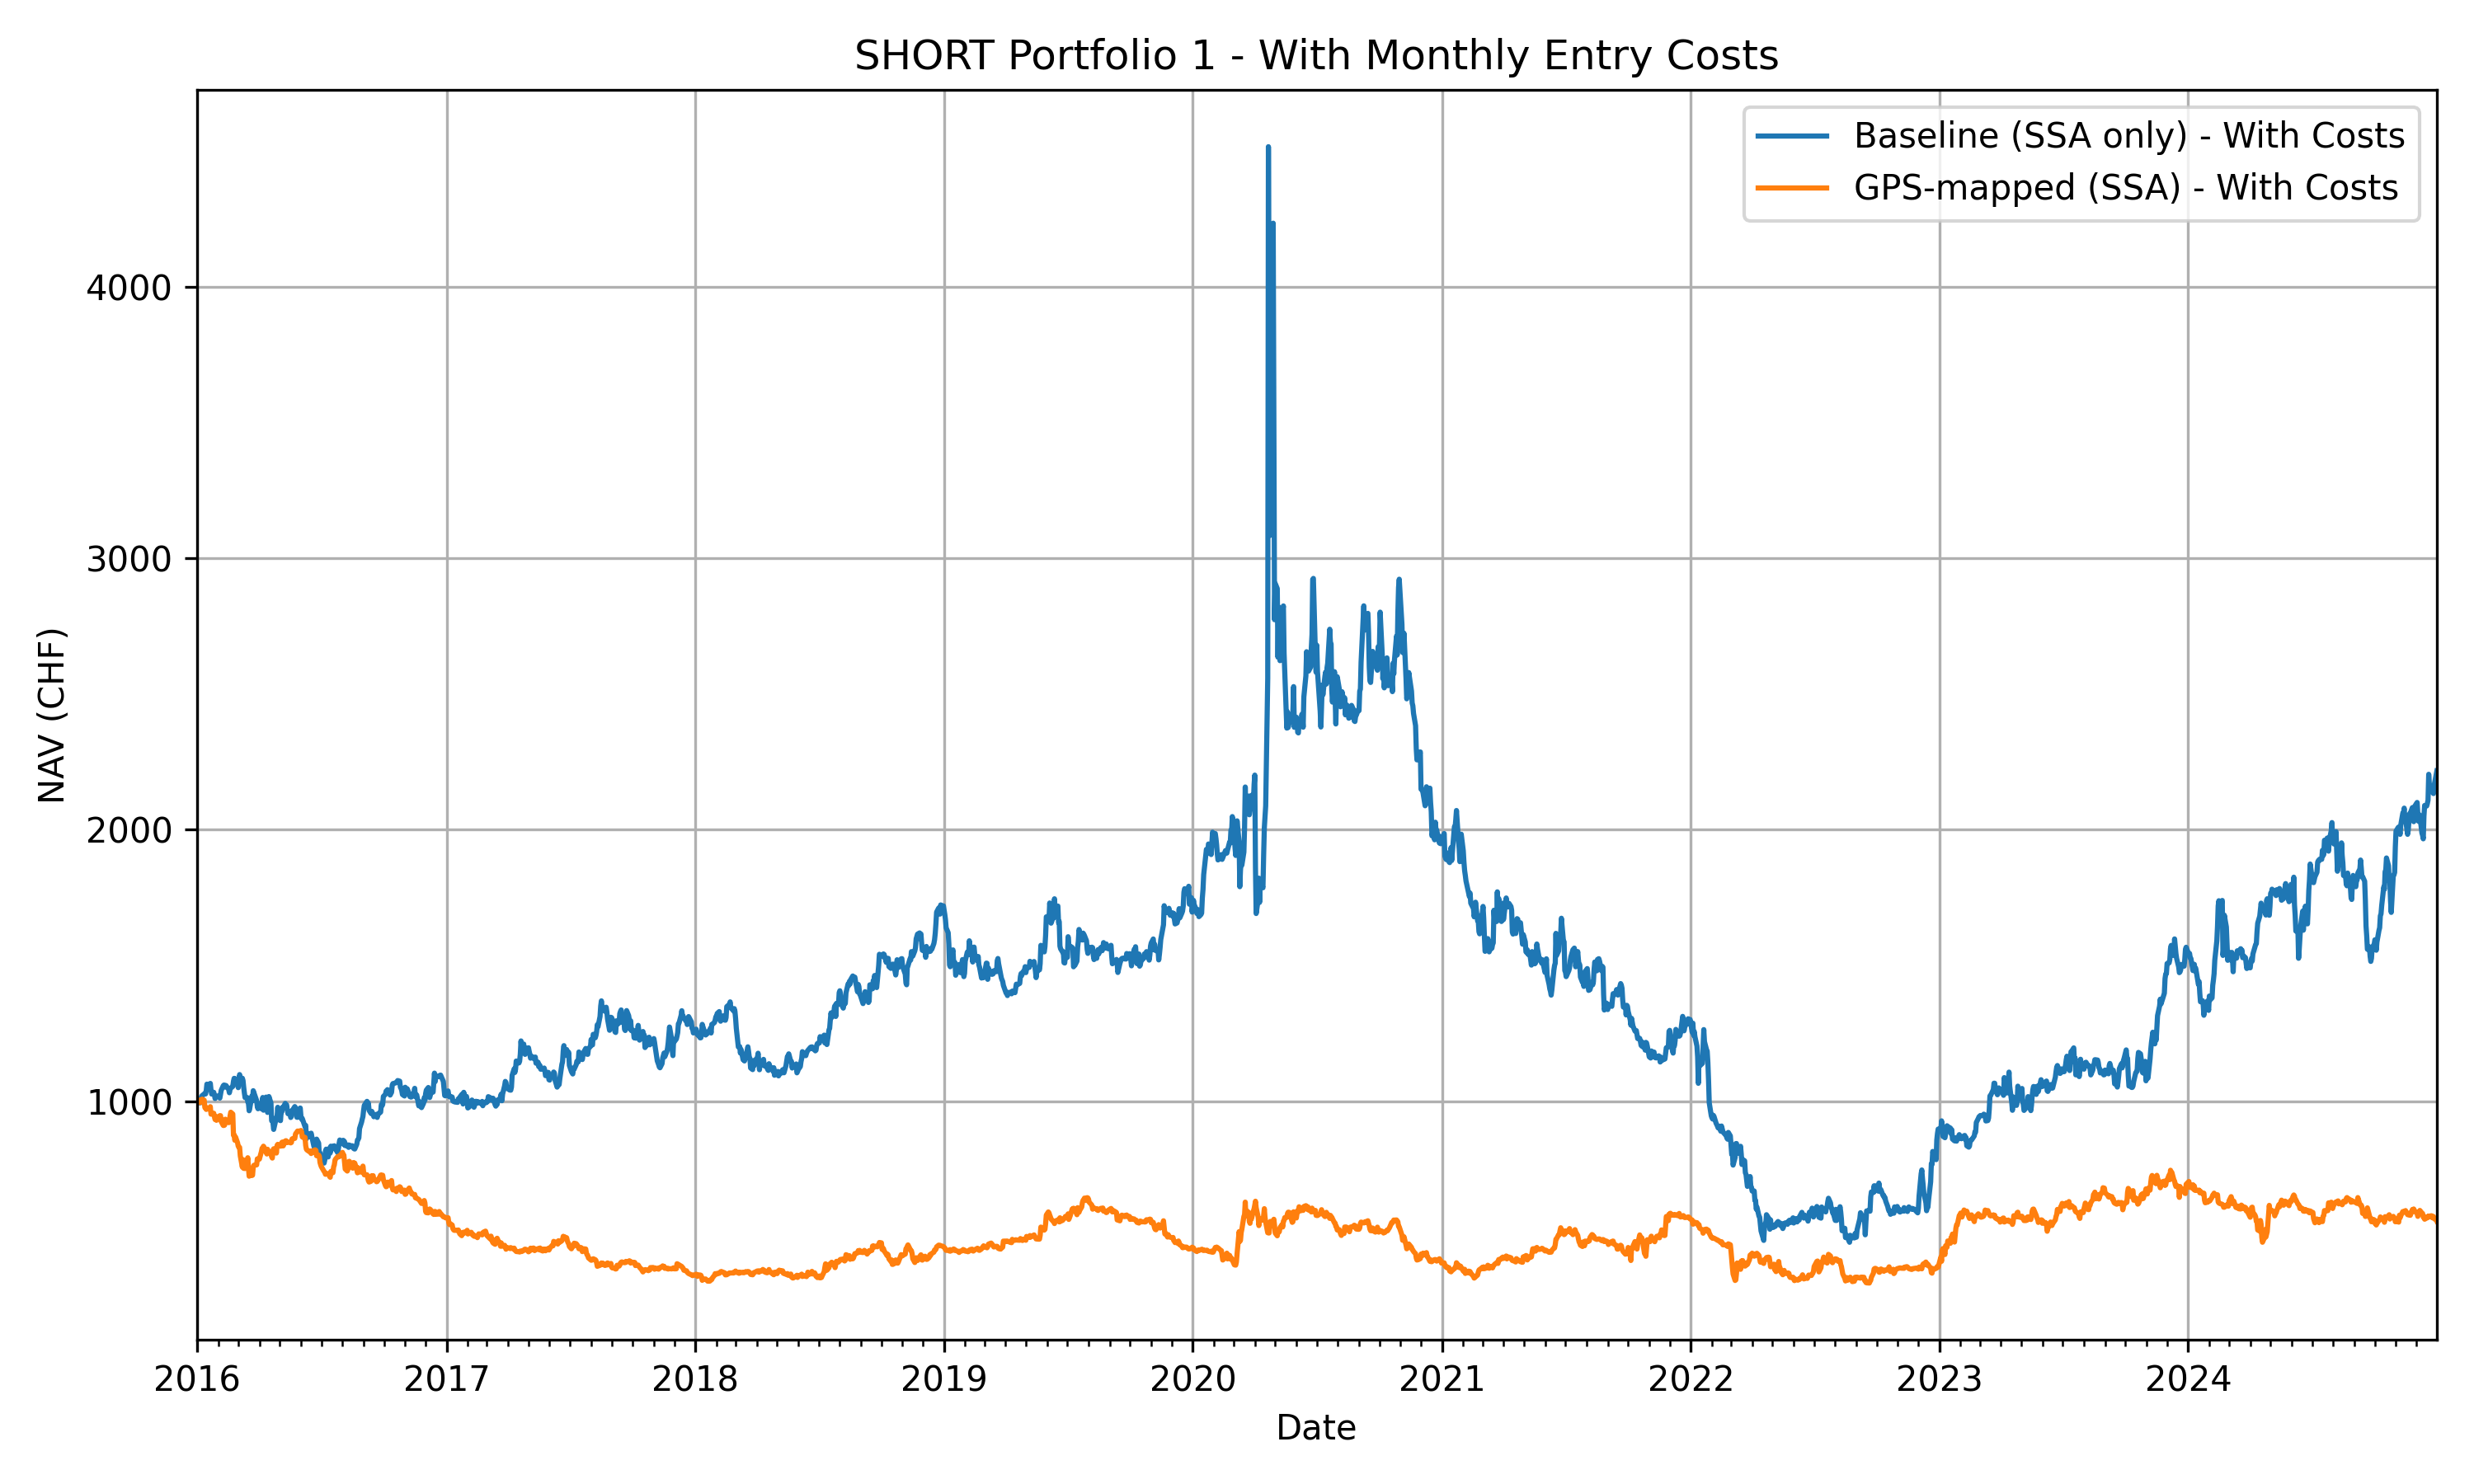 SHORT Portfolio 1 - With Monthly Entry Costs
Baseline (SSA only) - With Costs
GPS-mapped (SSA) - With Costs
4000
3000
2000
1000
NAV (CHF)
2016 2017 2018 2019 2020 2021 2022 2023 2024
Date